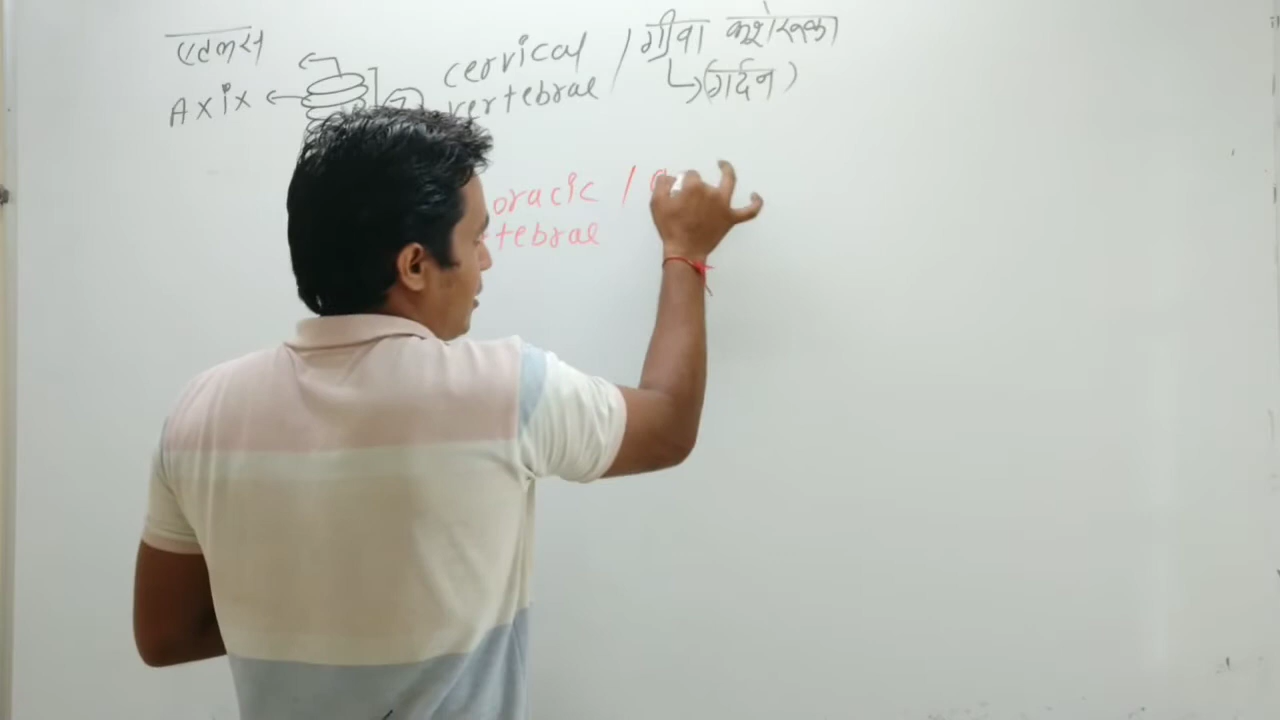 एटलस
Axix
cervical / ग्रीवा कशेरूका
vertebral
(गर्दन)
oracic /
tebral